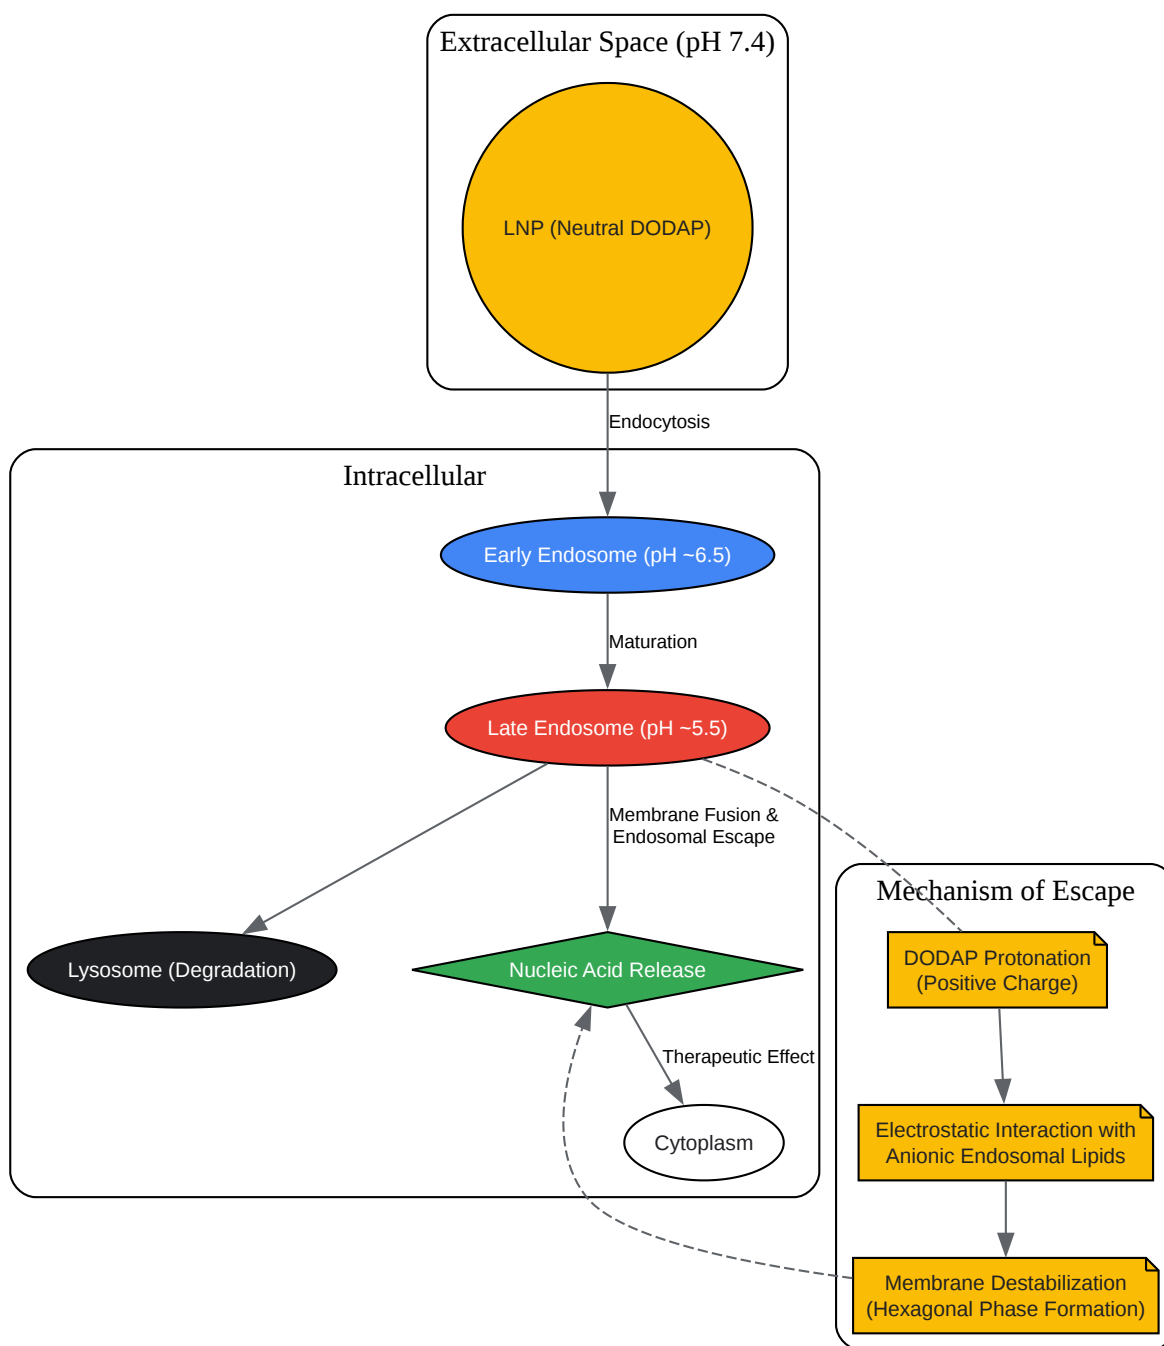 Extracellular Space (pH 7.4)
LNP (Neutral DODAP)
Endocytosis
Intracellular
Early Endosome (pH ~6.5)
Maturation
Late Endosome (pH ~5.5)
Membrane Fusion &
Endosomal Escape
Lysosome (Degradation)
Nucleic Acid Release
Therapeutic Effect
Cytoplasm
Mechanism of Escape
DODAP Protonation
(Positive Charge)
Electrostatic Interaction with
Anionic Endosomal Lipids
Membrane Destabilization
(Hexagonal Phase Formation)